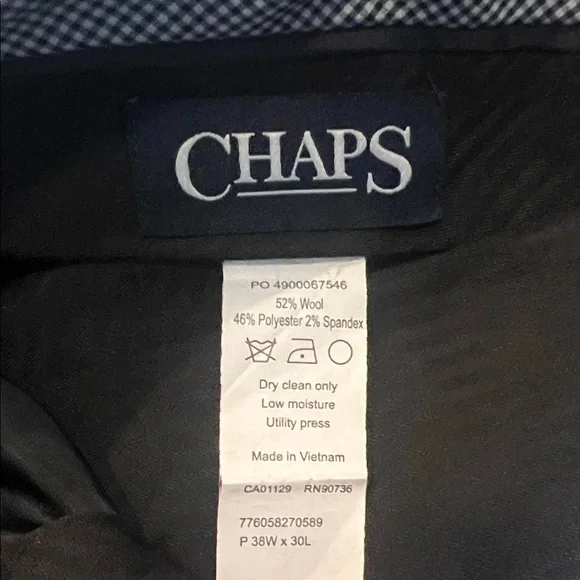 CHAPS
PO 4900067546
52% Wool
46% Polyester 2% Spandex
Dry clean only
Low moisture
Utility press
Made in Vietnam
CA01129 RN90736
776058270589
P 38W x 30L